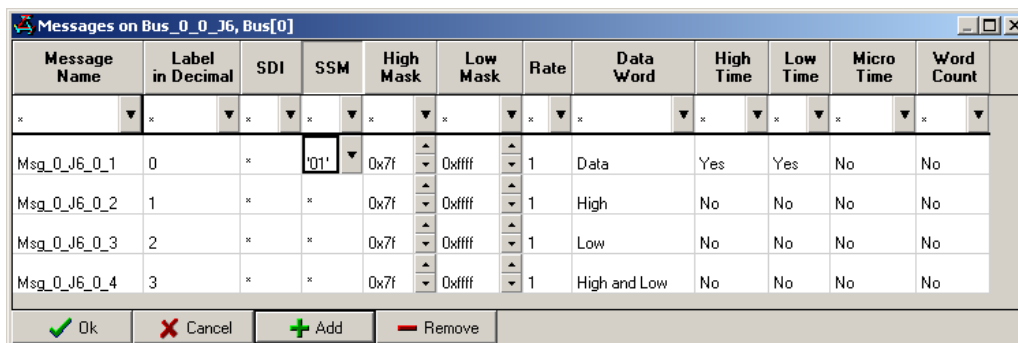 Messages on Bus_0_0_J6, Bus[0]
Message Name Label in Decimal SDI SSM High Mask Low Mask Rate Data Word High Time Low Time Micro Time Word Count
* * * * * * * * * * * *
Msg_0_J6_0_1 0 * '01' 0x7f 0xffff 1 Data Yes Yes No No
Msg_0_J6_0_2 1 * * 0x7f 0xffff 1 High No No No No
Msg_0_J6_0_3 2 * * 0x7f 0xffff 1 Low No No No No
Msg_0_J6_0_4 3 * * 0x7f 0xffff 1 High and Low No No No No
Ok Cancel Add Remove